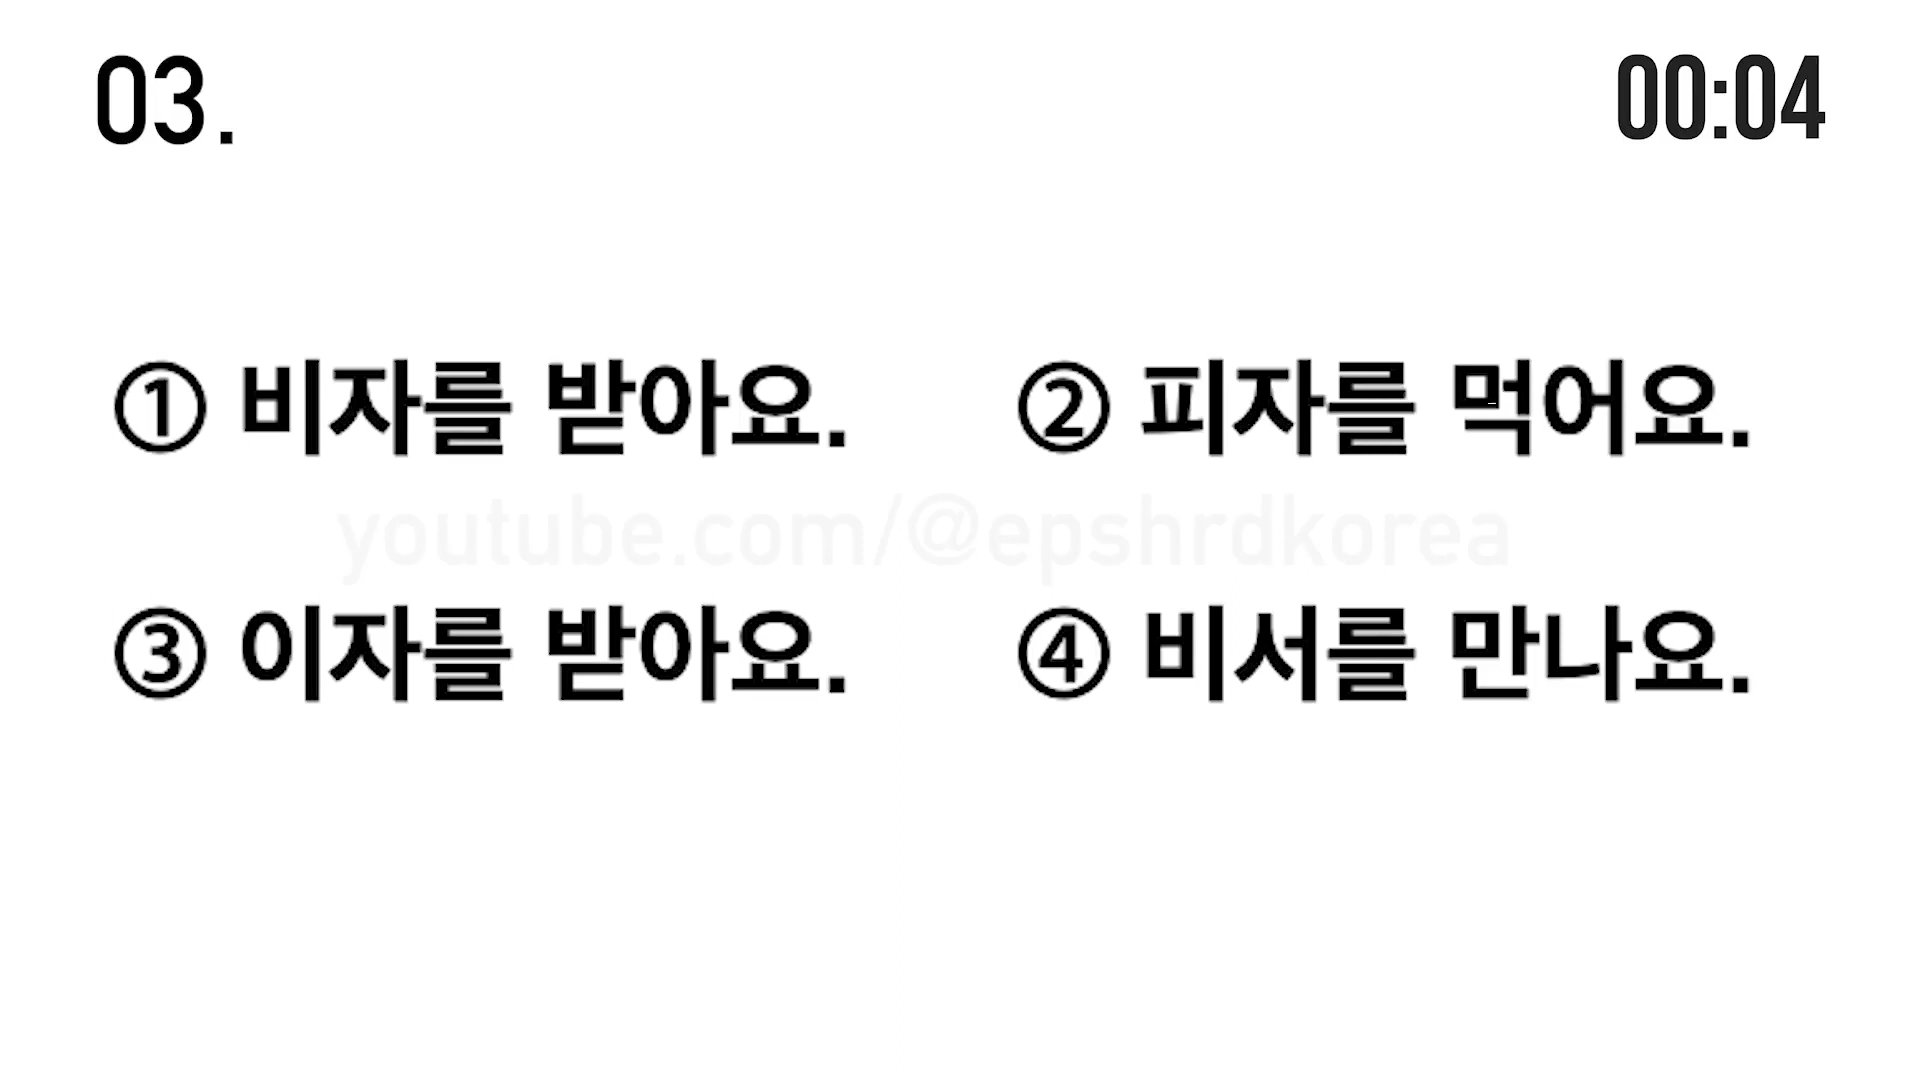 03.
00:04
① 비자를 받아요.
② 피자를 먹어요.
youtube.com/@epshrdkorea
③ 이자를 받아요.
④ 비서를 만나요.